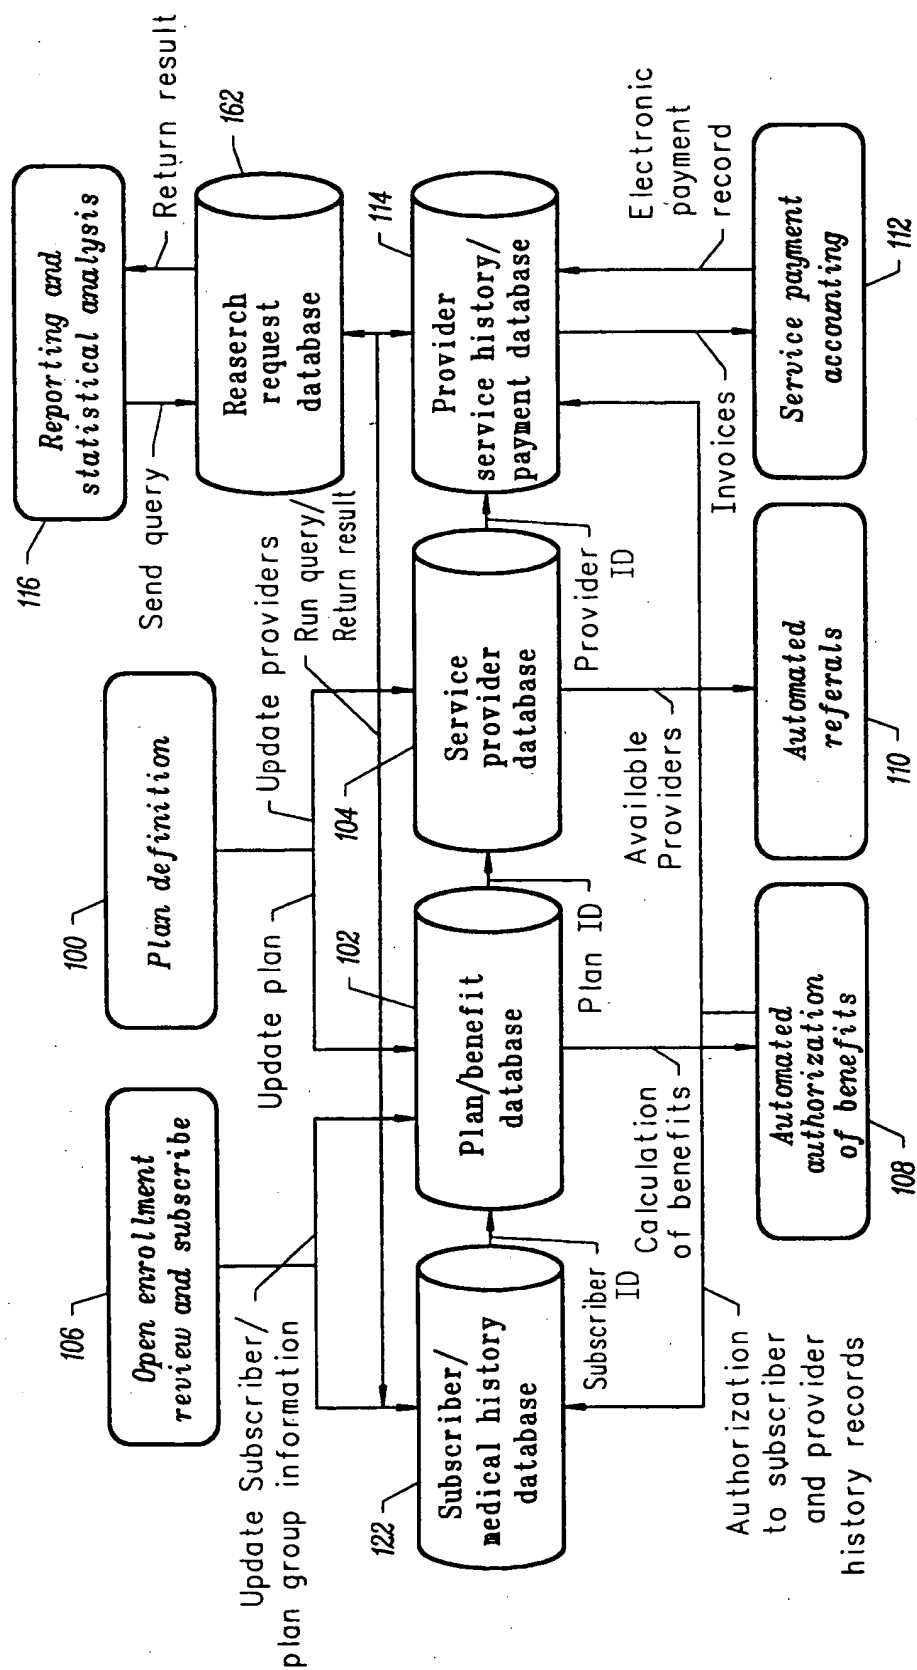 106
Open enrollment
review and subscribe
100
Plan definition
116
Reporting and
statistical analysis
Update Subscriber/
plan group information
Update plan
Update providers
Run query/
Return result
Send query
Return result
Reaserch
request
database
162
122
Subscriber/
medical history
database
Subscriber
ID
102
Plan/benefit
database
Plan ID
104
Service
provider
database
Provider
ID
114
Provider
service history/
payment database
Authorization
to subscriber
and provider
history records
Calculation
of benefits
Available
Providers
Invoices
Electronic
payment
record
108
Automated
authorization
of benefits
110
Automated
referals
112
Service payment
accounting